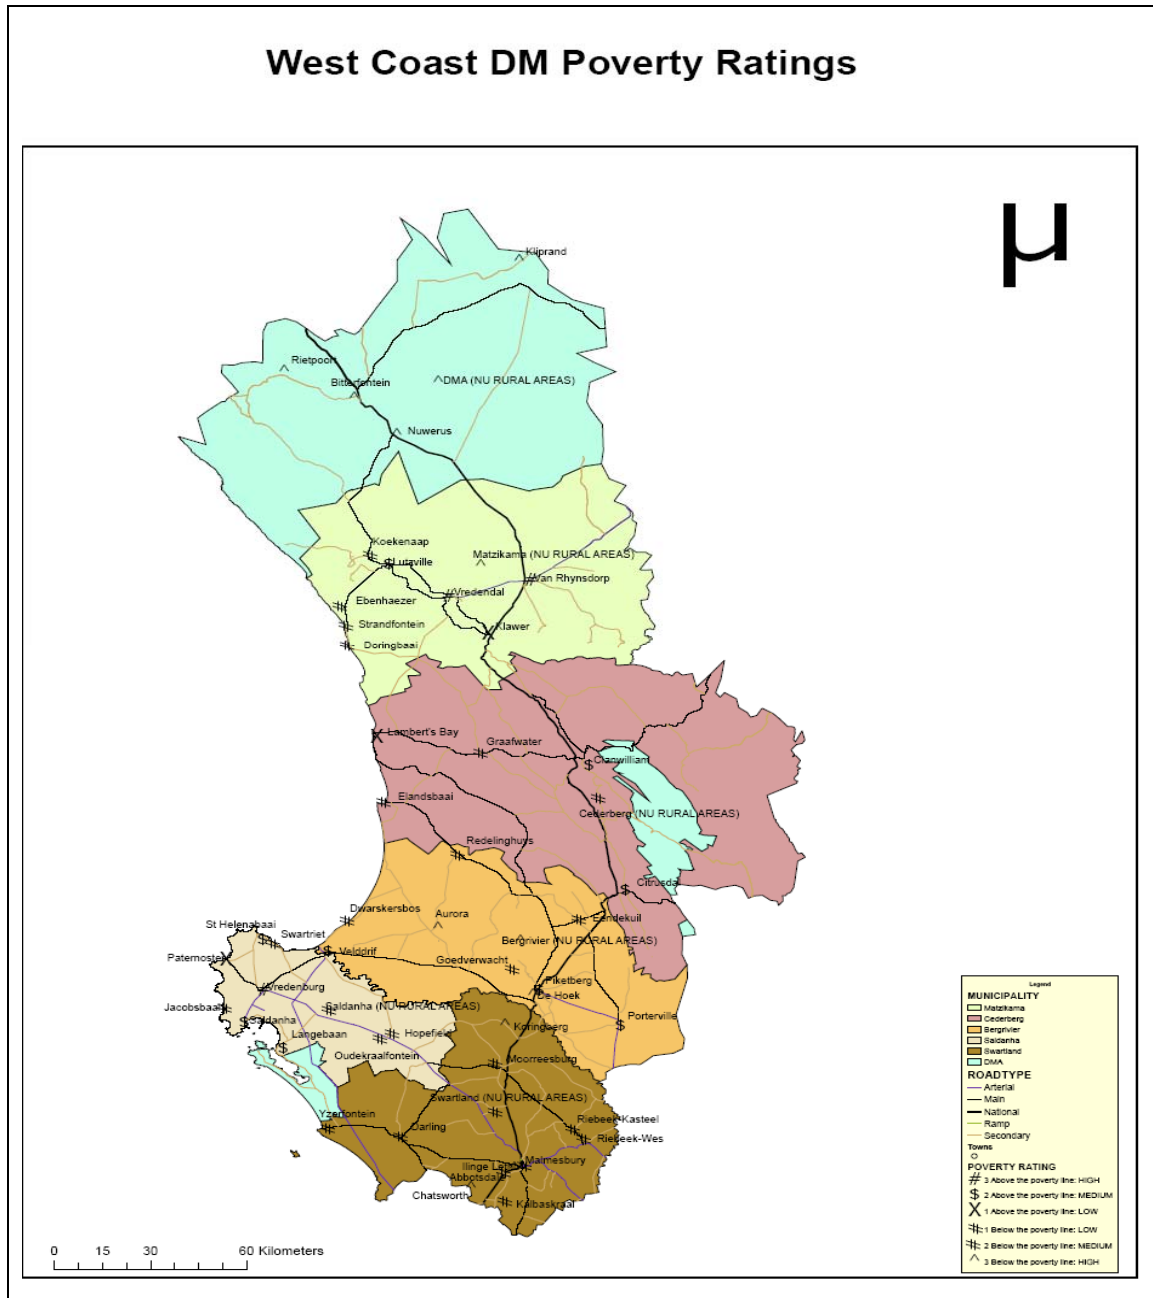 West Coast DM Poverty Ratings
µ
Kliprand
Rietpoort
Bitterfontein
DMA (NU RURAL AREAS)
Nuwerus
Koekenaap
Lutzville
Matzikama (NU RURAL AREAS)
Van Rhynsdorp
Vredendal
Ebenhaezer
Strandfontein
Klawer
Doringbaai
Lambert's Bay
Graafwater
Clanwilliam
Elandsbaai
Cederberg (NU RURAL AREAS)
Redelinghuys
Citrusdal
Dwarskersbos
Aurora
Eendekuil
St Helenabaai
Swartriet
Bergrivier (NU RURAL AREAS)
Velddrif
Paternoster
Goedverwacht
Piketberg
Vredenburg
De Hoek
Jacobsbaai
Saldanha (NU RURAL AREAS)
Porterville
Saldanha
Langebaan
Hopefield
Koringberg
Oudekraalfontein
Moorreesburg
Swartland (NU RURAL AREAS)
Yzerfontein
Riebeek-Kasteel
Darling
Riebeek-Wes
Malmesbury
Ilinge Leth
Abbotsdale
Chatsworth
Kalbaskraal
0 15 30 60 Kilometers
Legend
MUNICIPALITY
Matzikama
Cederberg
Bergrivier
Saldanha
Swartland
DMA
ROADTYPE
Arterial
Main
National
Ramp
Secondary
Towns
POVERTY RATING
# 3 Above the poverty line: HIGH
$ 2 Above the poverty line: MEDIUM
X 1 Above the poverty line: LOW
1 Below the poverty line: LOW
2 Below the poverty line: MEDIUM
^ 3 Below the poverty line: HIGH